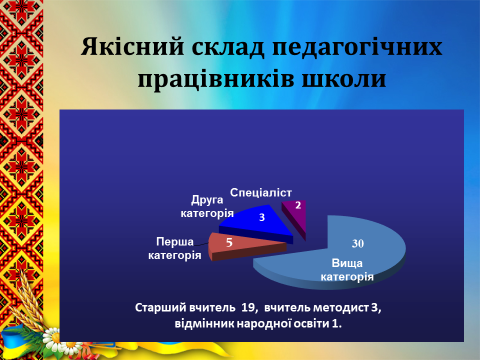 Якісний склад педагогічних
працівників школи
Спеціаліст
2
Друга
категорія
3
Перша
категорія
5
30
Вища
категорія
Старший вчитель 19, вчитель методист 3,
відмінник народної освіти 1.